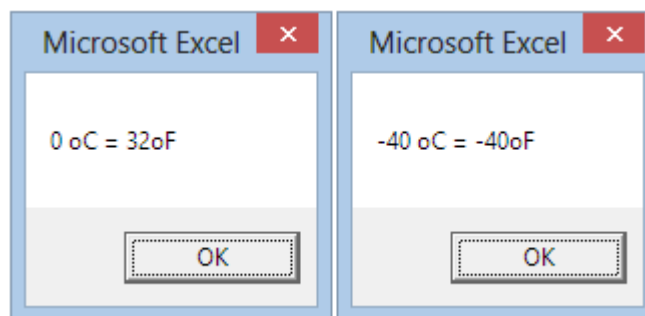 Microsoft Excel
0 oC = 32oF
OK
Microsoft Excel
-40 oC = -40oF
OK